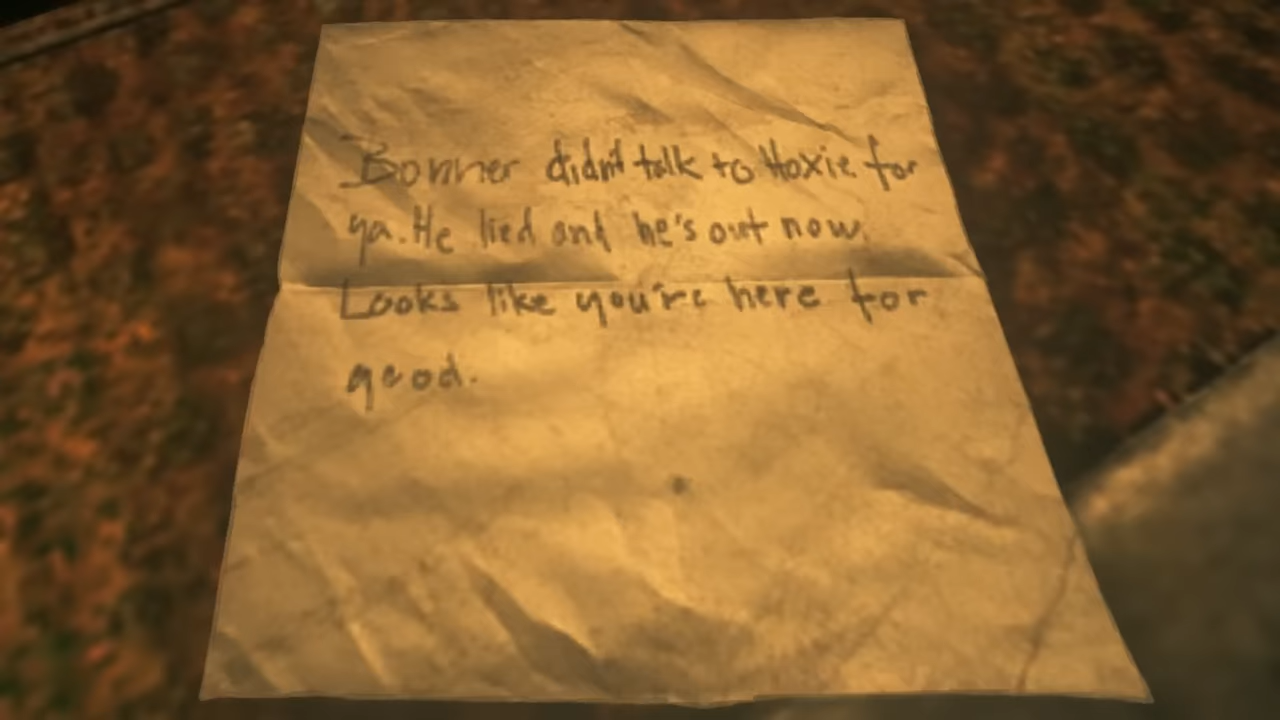 Bonner didn't talk to Hoxie for
ya. He lied and he's out now.
Looks like you're here for
good.